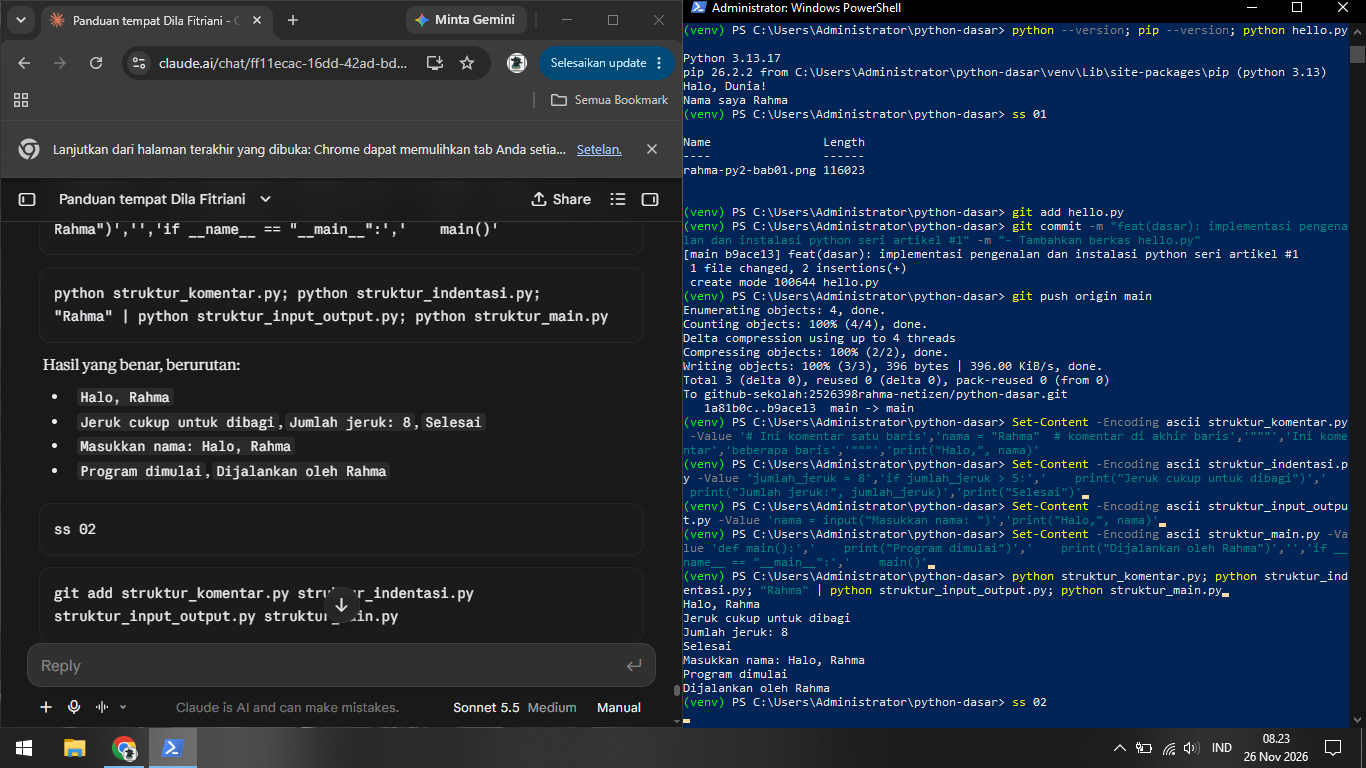 Panduan tempat Dila Fitriani - C
Minta Gemini
claude.ai/chat/ff11ecac-16dd-42ad-bd...
Selesaikan update
Semua Bookmark
Lanjutkan dari halaman terakhir yang dibuka: Chrome dapat memulihkan tab Anda setia... Setelan.
Panduan tempat Dila Fitriani
Share
Rahma")','','if __name__ == "__main__":','    main()'
python struktur_komentar.py; python struktur_indentasi.py;
"Rahma" | python struktur_input_output.py; python struktur_main.py
Hasil yang benar, berurutan:
• Halo, Rahma
• Jeruk cukup untuk dibagi, Jumlah jeruk: 8, Selesai
• Masukkan nama: Halo, Rahma
• Program dimulai, Dijalankan oleh Rahma
ss 02
git add struktur_komentar.py struktur_indentasi.py
struktur_input_output.py struktur_main.py
Reply
Claude is AI and can make mistakes.
Sonnet 5.5 Medium
Manual
Administrator: Windows PowerShell
(venv) PS C:\Users\Administrator\python-dasar> python --version; pip --version; python hello.py
Python 3.13.17
pip 26.2.2 from C:\Users\Administrator\python-dasar\venv\Lib\site-packages\pip (python 3.13)
Halo, Dunia!
Nama saya Rahma
(venv) PS C:\Users\Administrator\python-dasar> ss 01
Name                Length
----                ------
rahma-py2-bab01.png 116023
(venv) PS C:\Users\Administrator\python-dasar> git add hello.py
(venv) PS C:\Users\Administrator\python-dasar> git commit -m "feat(dasar): implementasi pengena
lan dan instalasi python seri artikel #1" -m "- Tambahkan berkas hello.py"
[main b9ace13] feat(dasar): implementasi pengenalan dan instalasi python seri artikel #1
 1 file changed, 2 insertions(+)
 create mode 100644 hello.py
(venv) PS C:\Users\Administrator\python-dasar> git push origin main
Enumerating objects: 4, done.
Counting objects: 100% (4/4), done.
Delta compression using up to 4 threads
Compressing objects: 100% (2/2), done.
Writing objects: 100% (3/3), 396 bytes | 396.00 KiB/s, done.
Total 3 (delta 0), reused 0 (delta 0), pack-reused 0 (from 0)
To github-sekolah:2526398rahma-netizen/python-dasar.git
   1a81b0c..b9ace13  main -> main
(venv) PS C:\Users\Administrator\python-dasar> Set-Content -Encoding ascii struktur_komentar.py
 -Value '# Ini komentar satu baris','nama = "Rahma"  # komentar di akhir baris','"""','Ini kome
ntar','beberapa baris','"""','print("Halo,", nama)'
(venv) PS C:\Users\Administrator\python-dasar> Set-Content -Encoding ascii struktur_indentasi.p
y -Value 'jumlah_jeruk = 8','if jumlah_jeruk > 5:','    print("Jeruk cukup untuk dibagi")','
 print("Jumlah jeruk:", jumlah_jeruk)','print("Selesai")'
(venv) PS C:\Users\Administrator\python-dasar> Set-Content -Encoding ascii struktur_input_outpu
t.py -Value 'nama = input("Masukkan nama: ")','print("Halo,", nama)'
(venv) PS C:\Users\Administrator\python-dasar> Set-Content -Encoding ascii struktur_main.py -Va
lue 'def main():','    print("Program dimulai")','    print("Dijalankan oleh Rahma")','','if __
name__ == "__main__":','    main()'
(venv) PS C:\Users\Administrator\python-dasar> python struktur_komentar.py; python struktur_ind
entasi.py; "Rahma" | python struktur_input_output.py; python struktur_main.py
Halo, Rahma
Jeruk cukup untuk dibagi
Jumlah jeruk: 8
Selesai
Masukkan nama: Halo, Rahma
Program dimulai
Dijalankan oleh Rahma
(venv) PS C:\Users\Administrator\python-dasar> ss 02
IND
08.23
26 Nov 2026